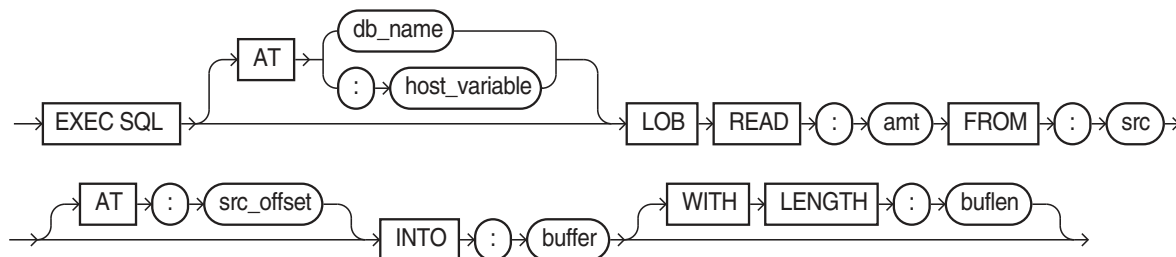 db_name
AT
: host_variable
EXEC SQL LOB READ : amt FROM : src
AT : src_offset WITH LENGTH : buflen
INTO : buffer